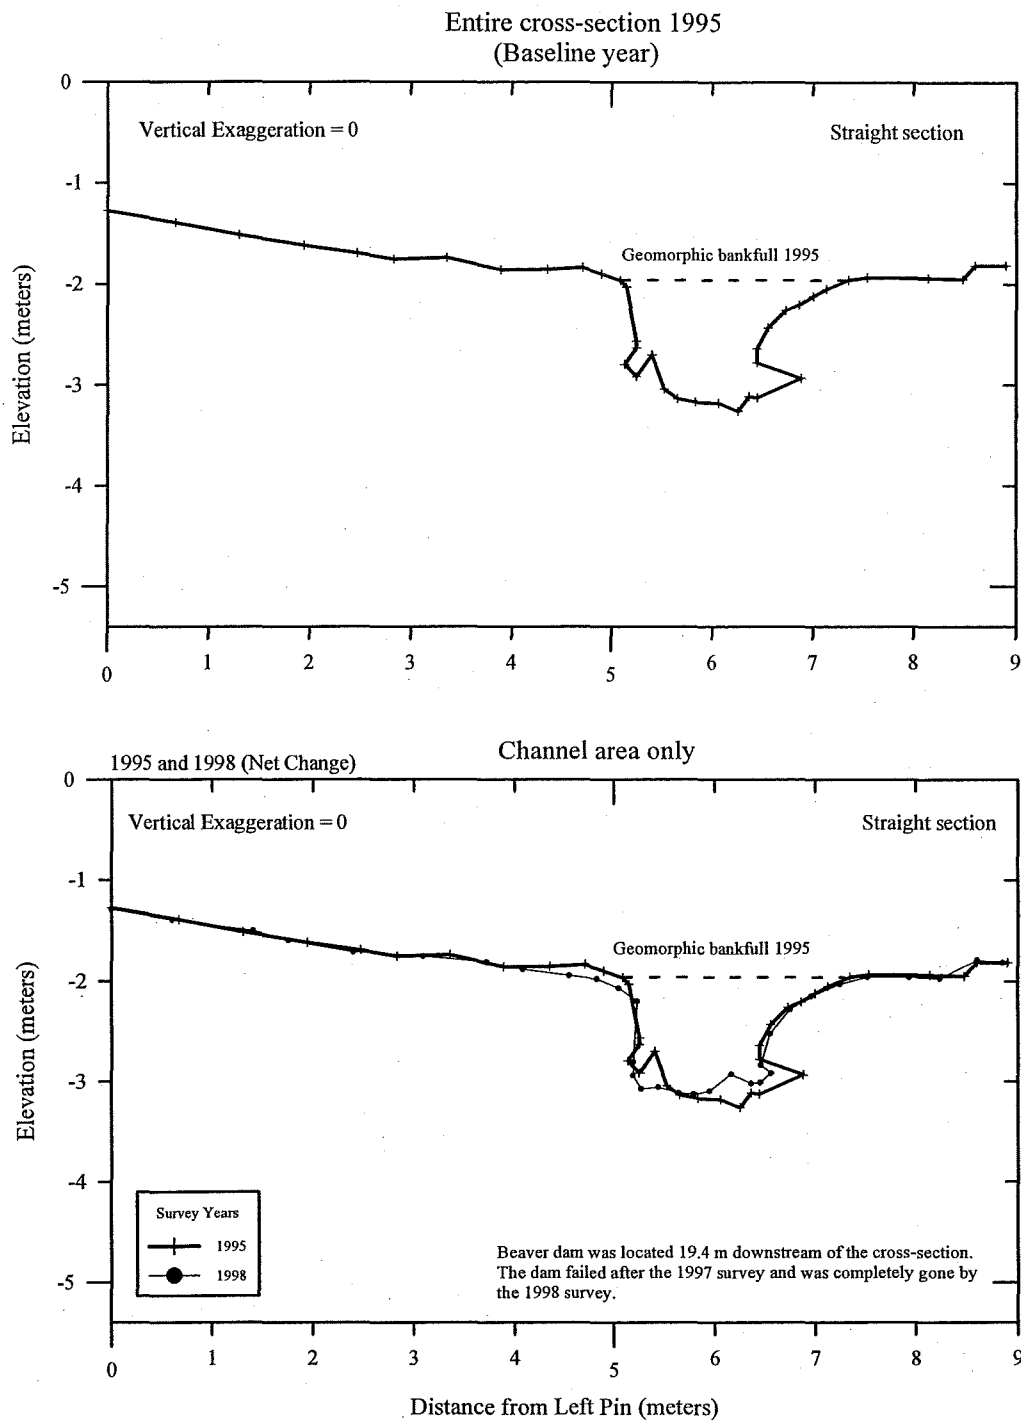 Entire cross-section 1995
(Baseline year)
Vertical Exaggeration = 0
Straight section
Geomorphic bankfull 1995
0
-1
-2
-3
-4
-5
Elevation (meters)
0 1 2 3 4 5 6 7 8 9
1995 and 1998 (Net Change)
Channel area only
Vertical Exaggeration = 0
Straight section
Geomorphic bankfull 1995
0
-1
-2
-3
-4
-5
Elevation (meters)
Survey Years
1995
1998
Beaver dam was located 19.4 m downstream of the cross-section.
The dam failed after the 1997 survey and was completely gone by
the 1998 survey.
0 1 2 3 4 5 6 7 8 9
Distance from Left Pin (meters)